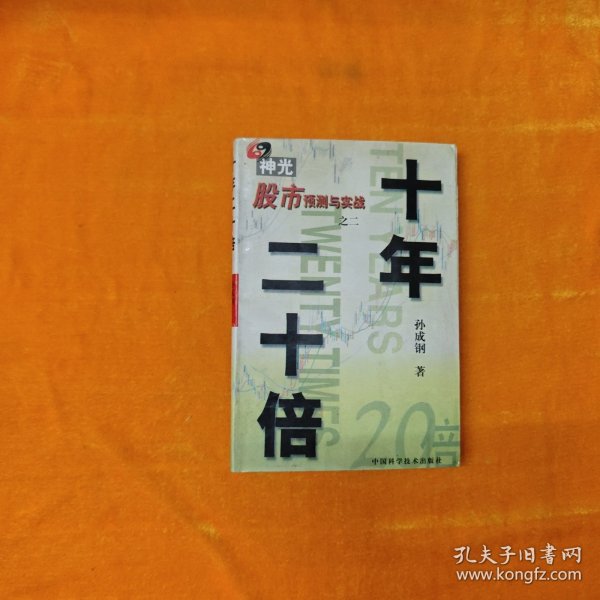 神光
股市预测与实战
之二
十年
二十倍
TEN YEARS
TWENTY TIMES
孙成钢 著
20倍
中国科学技术出版社
孔夫子旧书网
www.kongfz.com